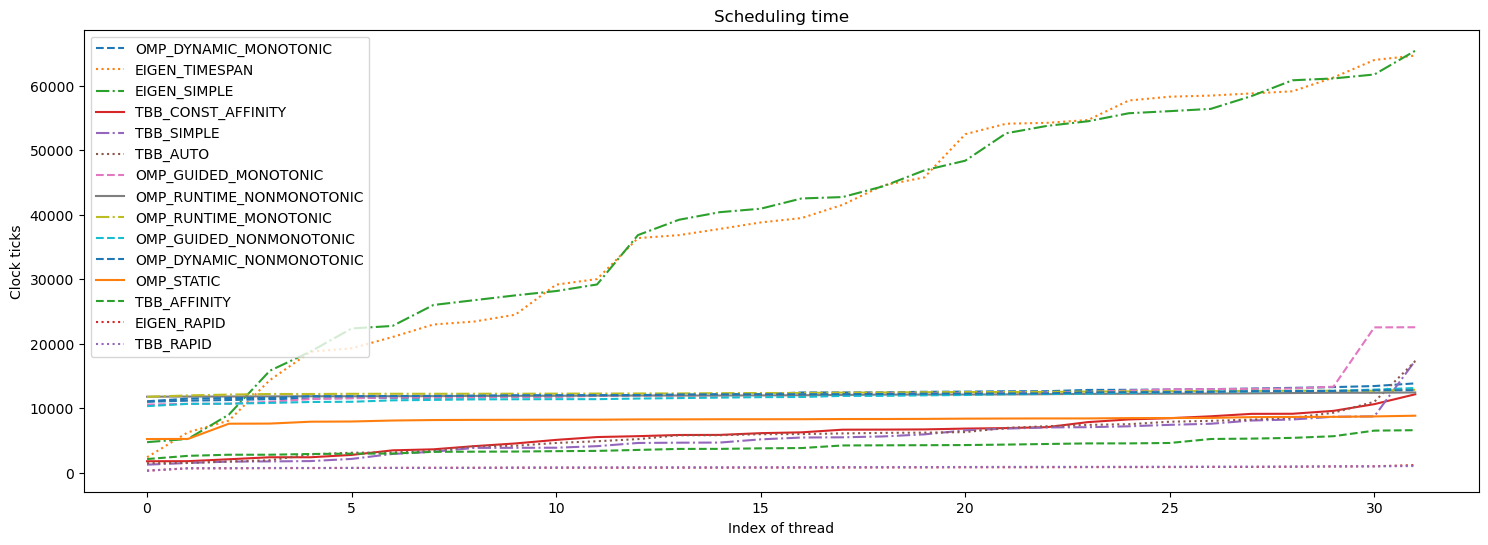 Scheduling time
OMP_DYNAMIC_MONOTONIC
EIGEN_TIMESPAN
EIGEN_SIMPLE
TBB_CONST_AFFINITY
TBB_SIMPLE
TBB_AUTO
OMP_GUIDED_MONOTONIC
OMP_RUNTIME_NONMONOTONIC
OMP_RUNTIME_MONOTONIC
OMP_GUIDED_NONMONOTONIC
OMP_DYNAMIC_NONMONOTONIC
OMP_STATIC
TBB_AFFINITY
EIGEN_RAPID
TBB_RAPID
Clock ticks
60000
50000
40000
30000
20000
10000
0
0 5 10 15 20 25 30
Index of thread